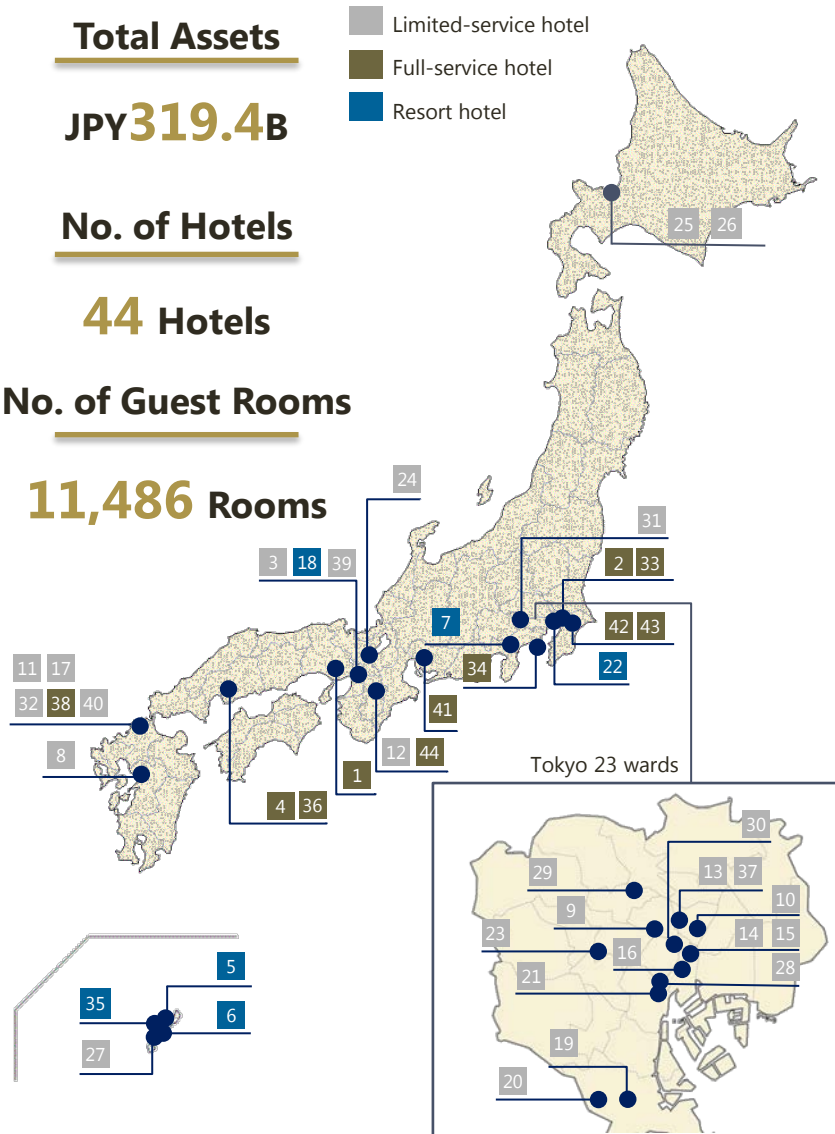 Total Assets
JPY319.4B
No. of Hotels
44 Hotels
No. of Guest Rooms
11,486 Rooms
Limited-service hotel
Full-service hotel
Resort hotel
25 26
24
31
3 18 39
2 33
7
42 43
34
22
11 17
32 38 40
41
8
12 44
1
4 36
Tokyo 23 wards
30
29
13 37
9
10
23
14 15
16
28
21
19
20
5
35
6
27